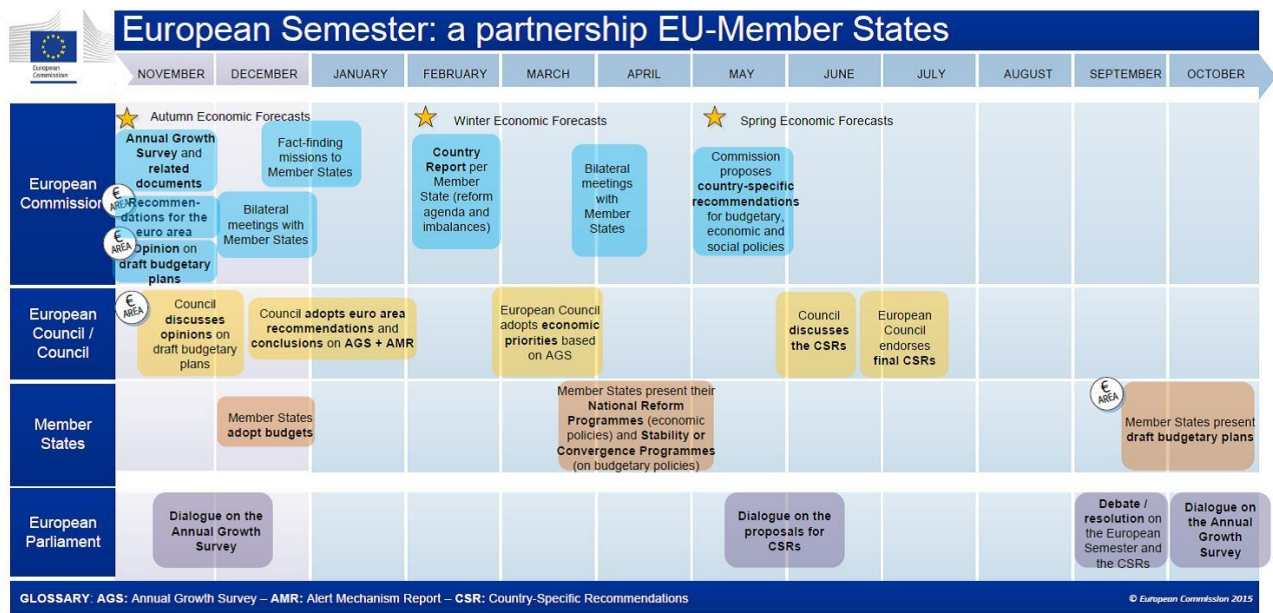 European Semester: a partnership EU-Member States
European
Commission
NOVEMBER
DECEMBER
JANUARY
FEBRUARY
MARCH
APRIL
MAY
JUNE
JULY
AUGUST
SEPTEMBER
OCTOBER
European
Commission
Autumn Economic Forecasts
Winter Economic Forecasts
Spring Economic Forecasts
Annual Growth
Survey and
related
documents
€
AREA
Recommen-
dations for the
euro area
€
AREA
Opinion on
draft budgetary
plans
Fact-finding
missions to
Member States
Bilateral
meetings with
Member States
Country
Report per
Member
State (reform
agenda and
imbalances)
Bilateral
meetings
with
Member
States
Commission
proposes
country-specific
recommendations
for budgetary,
economic and
social policies
European
Council /
Council
€
AREA
Council
discusses
opinions on
draft budgetary
plans
Council adopts euro area
recommendations and
conclusions on AGS + AMR
European Council
adopts economic
priorities based
on AGS
Council
discusses
the CSRs
European
Council
endorses
final CSRs
Member
States
Member States
adopt budgets
Member States present their
National Reform
Programmes (economic
policies) and Stability or
Convergence Programmes
(on budgetary policies)
€
AREA
Member States present
draft budgetary plans
European
Parliament
Dialogue on the
Annual Growth
Survey
Dialogue on the
proposals for
CSRs
Debate /
resolution on
the European
Semester and
the CSRs
Dialogue on
the Annual
Growth
Survey
GLOSSARY: AGS: Annual Growth Survey – AMR: Alert Mechanism Report – CSR: Country-Specific Recommendations
© European Commission 2015